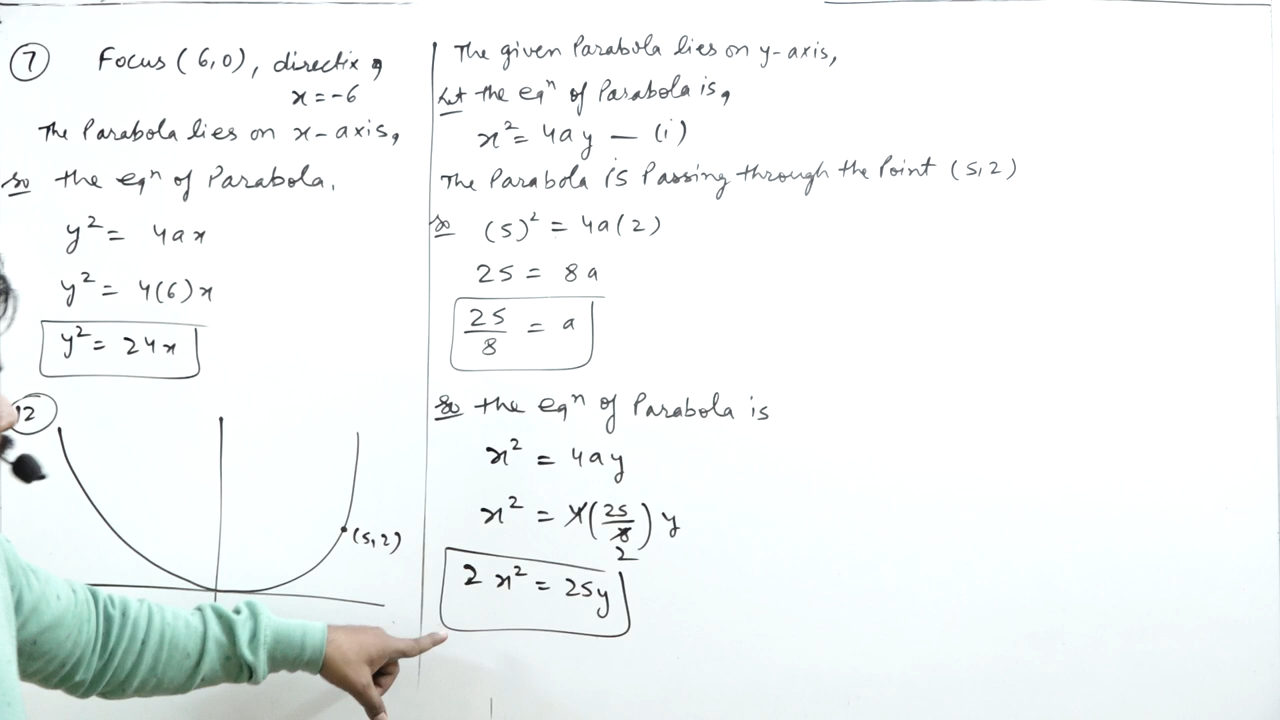 7 Focus (6,0), directix,
x = -6
The Parabola lies on x-axis,
So the eqⁿ of Parabola.
y² = 4ax
y² = 4(6)x
y² = 24x
12
(5,2)
The given Parabola lies on y-axis,
Let the eqⁿ of Parabola is,
x² = 4ay — (i)
The Parabola is Passing through the Point (5,2)
So (5)² = 4a(2)
25 = 8a
25/8 = a
So the eqⁿ of Parabola is
x² = 4ay
x² = 4(25/8)y
2
2x² = 25y